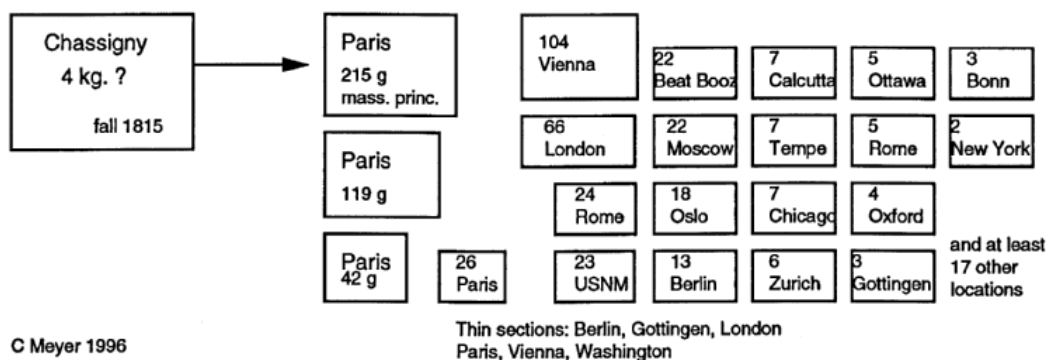 Chassigny
4 kg. ?
fall 1815
Paris
215 g
mass. princ.
Paris
119 g
Paris
42 g
26
Paris
104
Vienna
22
Beat Booz
7
Calcutta
5
Ottawa
3
Bonn
66
London
22
Moscow
7
Tempe
5
Rome
2
New York
24
Rome
18
Oslo
7
Chicago
4
Oxford
23
USNM
13
Berlin
6
Zurich
3
Gottingen
and at least
17 other
locations
Thin sections: Berlin, Gottingen, London
Paris, Vienna, Washington
C Meyer 1996